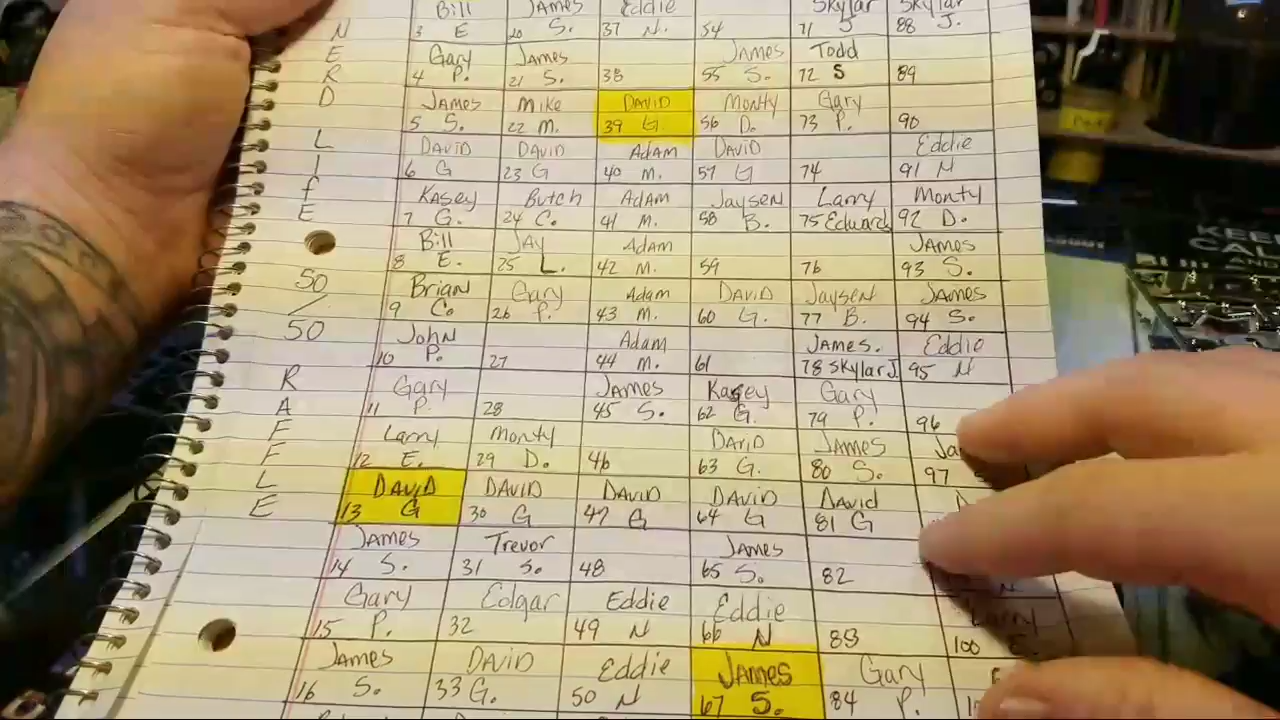 Bill James Eddie Skylar Skylar
N 3 E 20 S. 37 N. 54 71 J 88 J.
E Gary James James Todd
R 4 P. 21 S. 38 55 S. 72 S 89
D James Mike DAVID Monty Gary
5 S. 22 M. 39 G. 56 D. 73 P. 90
L DAVID DAVID Adam DAVID Eddie
I 6 G 23 G 40 M. 57 G 74 91 N
f Kasey Butch Adam Jaysen Larry Monty
E 7 G. 24 C. 41 M. 58 B. 75 Edward 92 D.
Bill JAY Adam James
8 E. 25 L. 42 M. 59 76 93 S.
50 Brian Gary Adam DAVID Jaysen James
/ 9 C. 26 P. 43 M. 60 G. 77 B. 94 S.
50 John Adam James. Eddie
10 P. 27 44 M. 61 78 Skylar J. 95 N
R Gary James Kasey Gary
A 11 P. 28 45 S. 62 G. 79 P. 96
F Larry Monty DAVID James
F 12 E. 29 D. 46 63 G. 80 S. 97
L DAVID DAVID DAVID DAVID David
E 13 G 30 G 47 G 64 G 81 G
James Trevor James
14 S. 31 S. 48 65 S. 82 N
Gary Edgar Eddie Eddie Larry
15 P. 32 49 N 66 N 83 100 E.
James DAVID Eddie James Gary
16 S. 33 G. 50 N 67 S. 84 P.
KEEP
CAL
AND